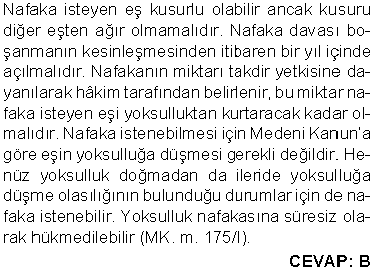 Nafaka isteyen eş kusurlu olabilir ancak kusuru
diğer eşten ağır olmamalıdır. Nafaka davası bo-
şanmanın kesinleşmesinden itibaren bir yıl içinde
açılmalıdır. Nafakanın miktarı takdir yetkisine da-
yanılarak hâkim tarafından belirlenir, bu miktar na-
faka isteyen eşi yoksulluktan kurtaracak kadar ol-
malıdır. Nafaka istenebilmesi için Medeni Kanun'a
göre eşin yoksulluğa düşmesi gerekli değildir. He-
nüz yoksulluk doğmadan da ileride yoksulluğa
düşme olasılığının bulunduğu durumlar için de na-
faka istenebilir. Yoksulluk nafakasına süresiz ola-
rak hükmedilebilir (MK. m. 175/I).
CEVAP: B